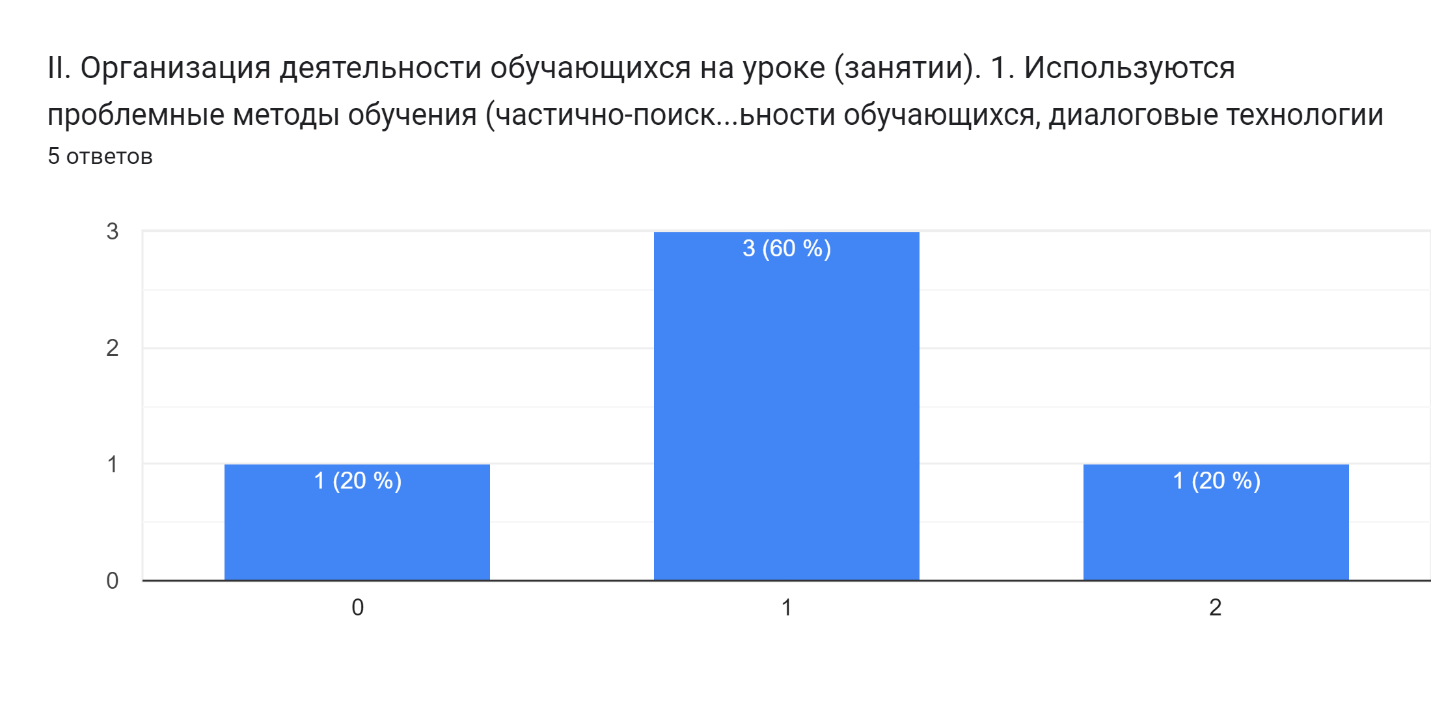 II. Организация деятельности обучающихся на уроке (занятии). 1. Используются
проблемные методы обучения (частично-поиск...ьности обучающихся, диалоговые технологии
5 ответов
3
3 (60 %)
2
1
1 (20 %)
1 (20 %)
0
0
1
2